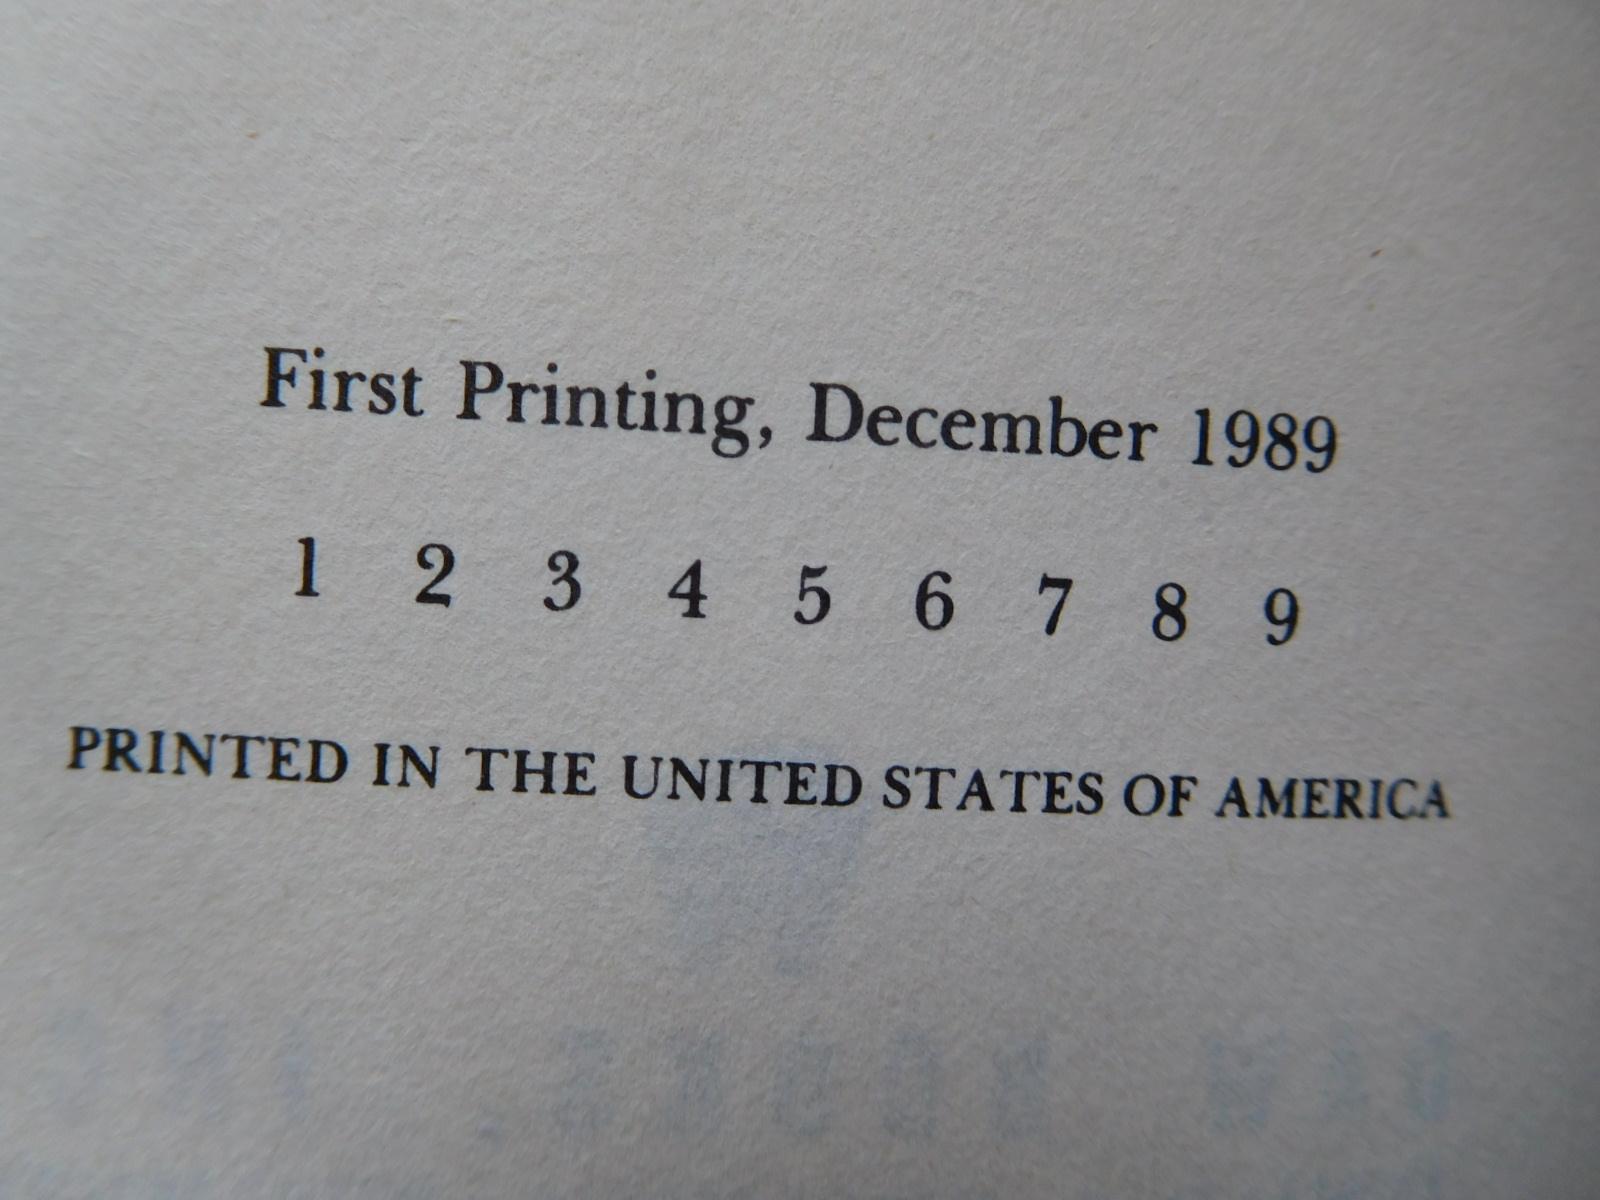 First Printing, December 1989
1 2 3 4 5 6 7 8 9
PRINTED IN THE UNITED STATES OF AMERICA